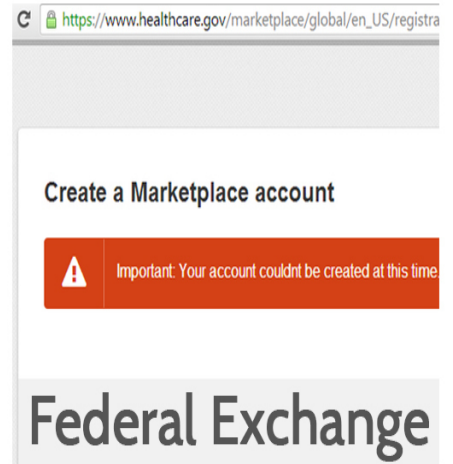 https://www.healthcare.gov/marketplace/global/en_US/registra
Create a Marketplace account
Important: Your account couldnt be created at this time.
Federal Exchange